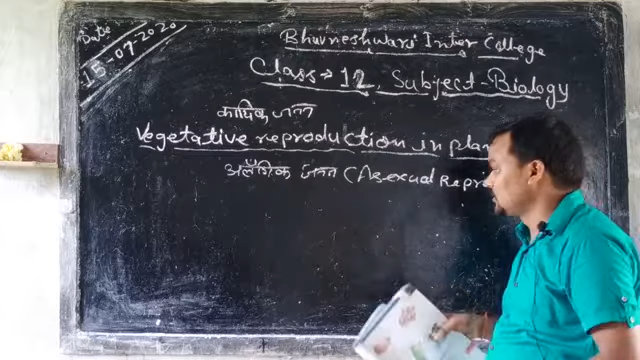 Date
15-07-2020
Bhuvneshwari Inter College
Class → 12 Subject - Biology
कायिक जनन
Vegetative reproduction in plan
अलैंगिक जनन (Asexual Repro